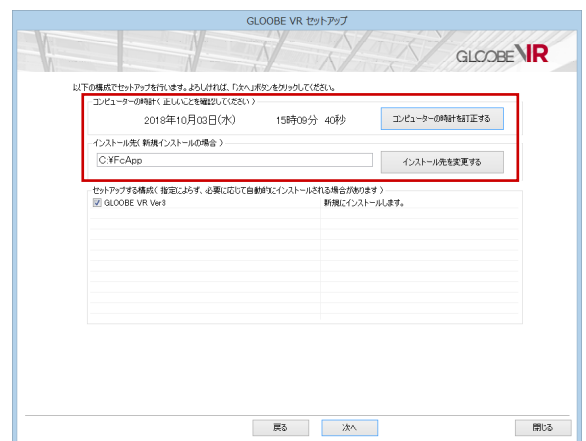 GLOOBE VR セットアップ
GLOOBE VR
以下の構成でセットアップを行います。よろしければ、「次へ」ボタンをクリックしてください。
コンピューターの時計( 正しいことを確認してください )
2018年10月03日(水) 15時09分 40秒 コンピューターの時計を訂正する
インストール先( 新規インストールの場合 )
C:¥FcApp インストール先を変更する
セットアップする構成( 指定によらず、必要に応じて自動的にインストールされる場合があります )
GLOOBE VR Ver3 新規にインストールします。
戻る 次へ 閉じる